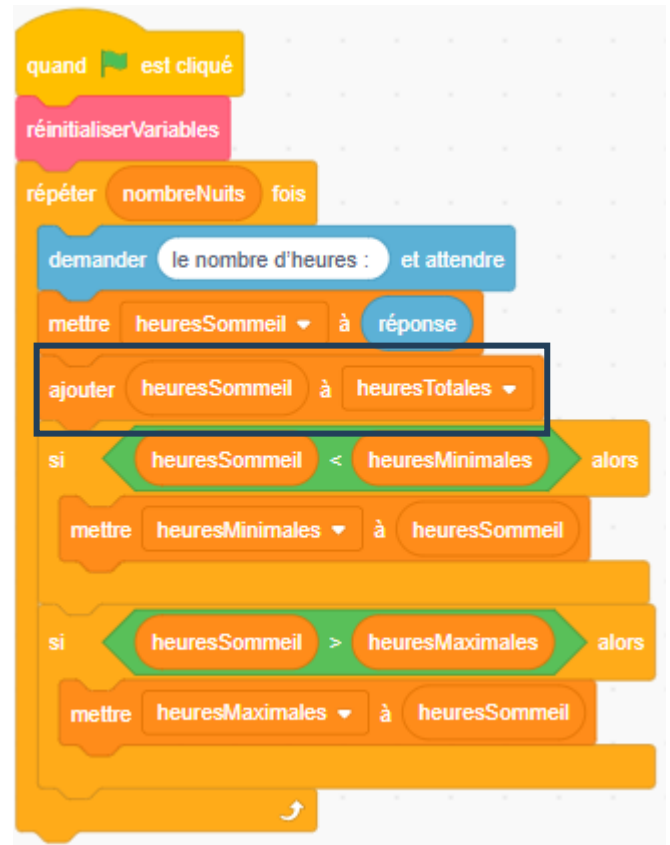 quand est cliqué
réinitialiserVariables
répéter nombreNuits fois
demander le nombre d'heures : et attendre
mettre heuresSommeil à réponse
ajouter heuresSommeil à heuresTotales
si heuresSommeil < heuresMinimales alors
mettre heuresMinimales à heuresSommeil
si heuresSommeil > heuresMaximales alors
mettre heuresMaximales à heuresSommeil